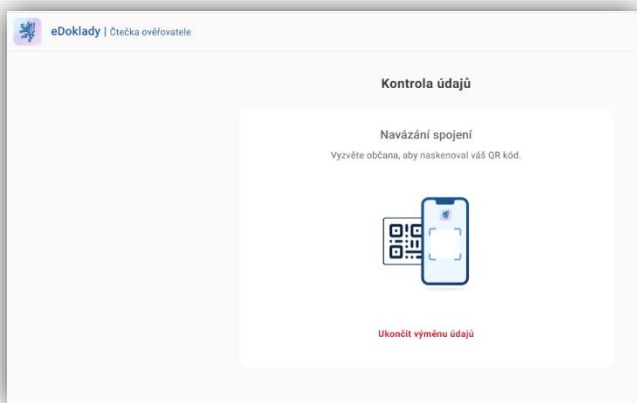 eDoklady | Čtečka ověřovatele
Kontrola údajů
Navázání spojení
Vyzvěte občana, aby naskenoval váš QR kód.
Ukončit výměnu údajů